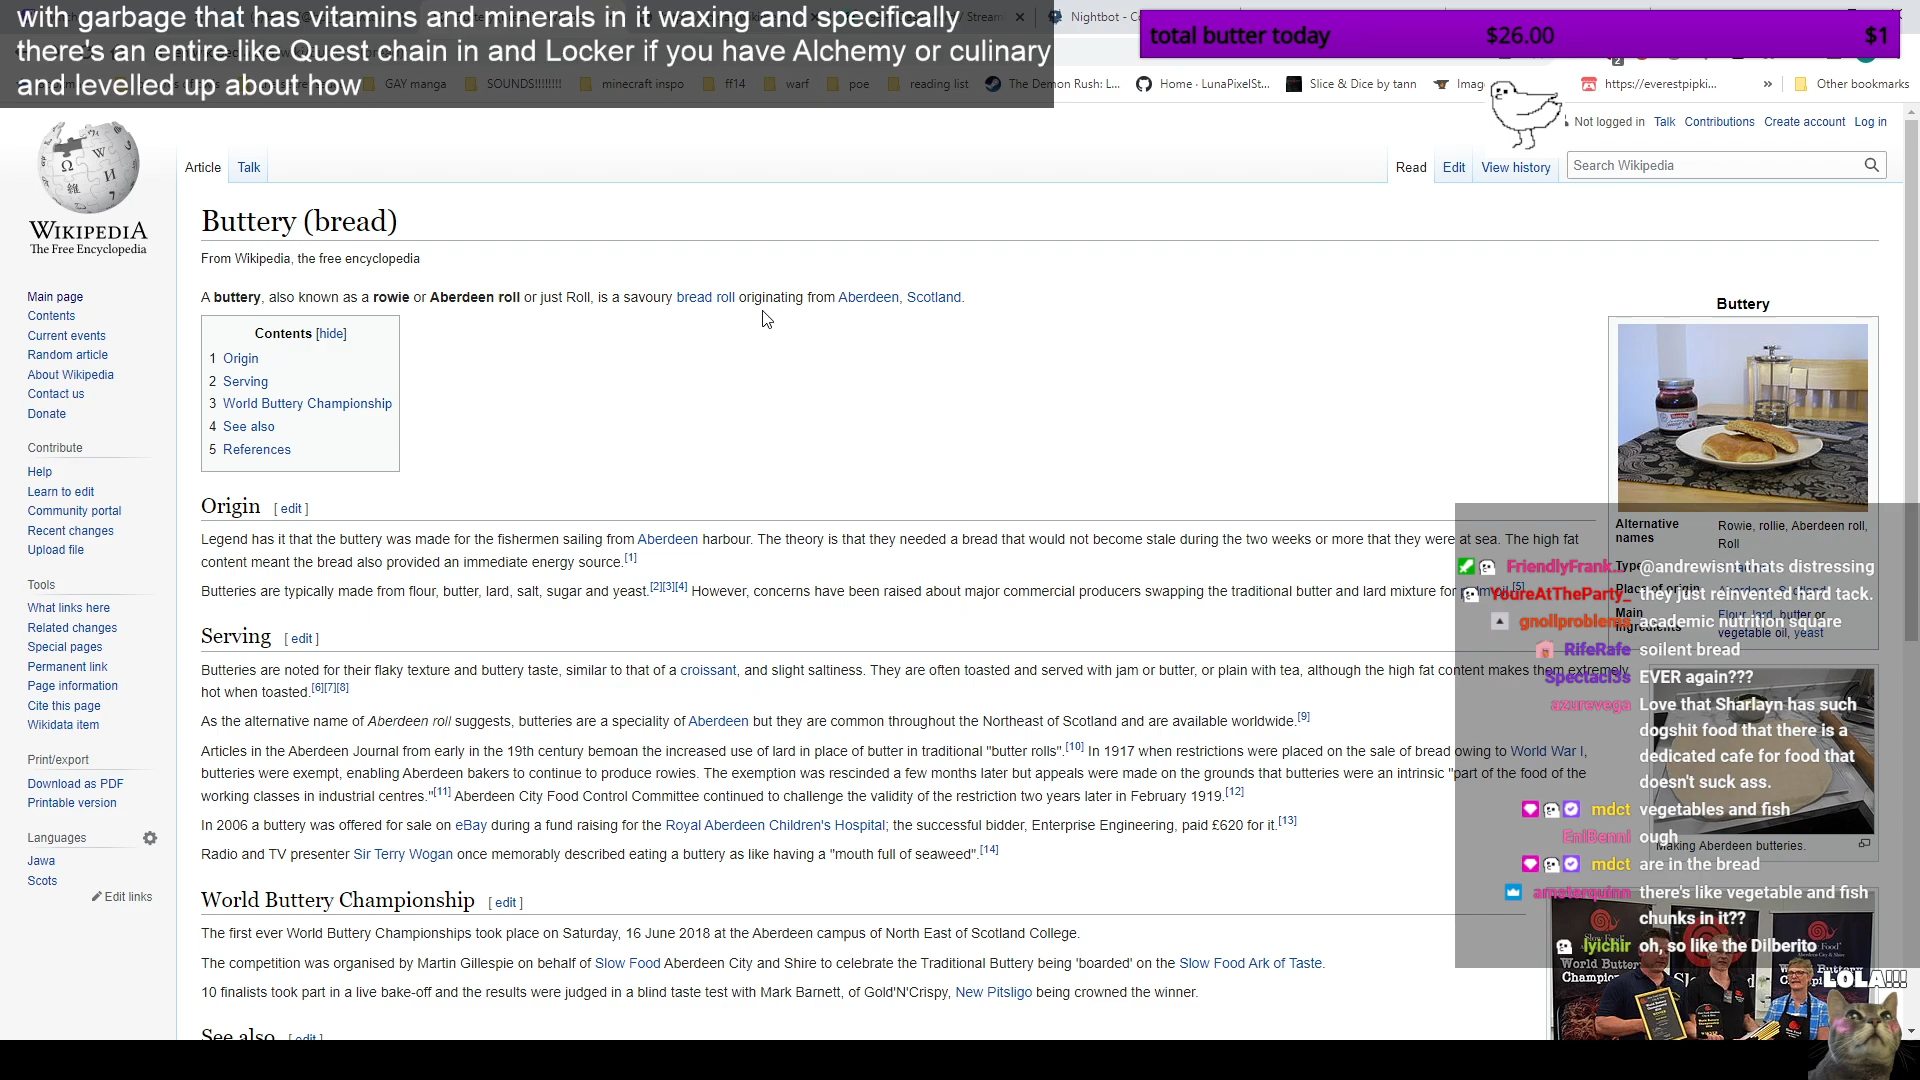 with garbage that has vitamins and minerals in it waxing and specifically
there's an entire like Quest chain in and Locker if you have Alchemy or culinary
and levelled up about how
total butter today $26.00 $1
Nightbot - C
GAY manga SOUNDS!!!!!!!! minecraft inspo ff14 warf poe reading list The Demon Rush: L... Home · LunaPixelSt... Slice & Dice by tann Imag https://everestpipki... » Other bookmarks
Not logged in Talk Contributions Create account Log in
Article Talk Read Edit View history Search Wikipedia
WIKIPEDIA
The Free Encyclopedia
Main page
Contents
Current events
Random article
About Wikipedia
Contact us
Donate
Contribute
Help
Learn to edit
Community portal
Recent changes
Upload file
Tools
What links here
Related changes
Special pages
Permanent link
Page information
Cite this page
Wikidata item
Print/export
Download as PDF
Printable version
Languages
Jawa
Scots
Edit links
Buttery (bread)
From Wikipedia, the free encyclopedia
A buttery, also known as a rowie or Aberdeen roll or just Roll, is a savoury bread roll originating from Aberdeen, Scotland.
Contents [hide]
1 Origin
2 Serving
3 World Buttery Championship
4 See also
5 References
Origin [ edit ]
Legend has it that the buttery was made for the fishermen sailing from Aberdeen harbour. The theory is that they needed a bread that would not become stale during the two weeks or more that they were at sea. The high fat
content meant the bread also provided an immediate energy source.[1]
Butteries are typically made from flour, butter, lard, salt, sugar and yeast.[2][3][4] However, concerns have been raised about major commercial producers swapping the traditional butter and lard mixture for palm oil.[5]
Serving [ edit ]
Butteries are noted for their flaky texture and buttery taste, similar to that of a croissant, and slight saltiness. They are often toasted and served with jam or butter, or plain with tea, although the high fat content makes them extremely
hot when toasted.[6][7][8]
As the alternative name of Aberdeen roll suggests, butteries are a speciality of Aberdeen but they are common throughout the Northeast of Scotland and are available worldwide.[9]
Articles in the Aberdeen Journal from early in the 19th century bemoan the increased use of lard in place of butter in traditional "butter rolls".[10] In 1917 when restrictions were placed on the sale of bread owing to World War I,
butteries were exempt, enabling Aberdeen bakers to continue to produce rowies. The exemption was rescinded a few months later but appeals were made on the grounds that butteries were an intrinsic "part of the food of the
working classes in industrial centres."[11] Aberdeen City Food Control Committee continued to challenge the validity of the restriction two years later in February 1919.[12]
In 2006 a buttery was offered for sale on eBay during a fund raising for the Royal Aberdeen Children's Hospital; the successful bidder, Enterprise Engineering, paid £620 for it.[13]
Radio and TV presenter Sir Terry Wogan once memorably described eating a buttery as like having a "mouth full of seaweed".[14]
World Buttery Championship [ edit ]
The first ever World Buttery Championships took place on Saturday, 16 June 2018 at the Aberdeen campus of North East of Scotland College.
The competition was organised by Martin Gillespie on behalf of Slow Food Aberdeen City and Shire to celebrate the Traditional Buttery being 'boarded' on the Slow Food Ark of Taste.
10 finalists took part in a live bake-off and the results were judged in a blind taste test with Mark Barnett, of Gold'N'Crispy, New Pitsligo being crowned the winner.
See also [ edit ]
Buttery
Alternative names Rowie, rollie, Aberdeen roll, Roll
Type
Place of origin
Main ingredients Flour, lard, butter or vegetable oil, yeast
Making Aberdeen butteries.
FriendlyFrank... @andrewisnt thats distressing
YoureAtTheParty_ they just reinvented hard tack.
gnollproblems academic nutrition square
RifeRafe soilent bread
Spectacl3s EVER again???
azurevega Love that Sharlayn has such
dogshit food that there is a
dedicated cafe for food that
doesn't suck ass.
mdct vegetables and fish
EniBenni ough
mdct are in the bread
amsterquinn there's like vegetable and fish
chunks in it??
lyichir oh, so like the Dilberito
World Buttery
LOLA!!!